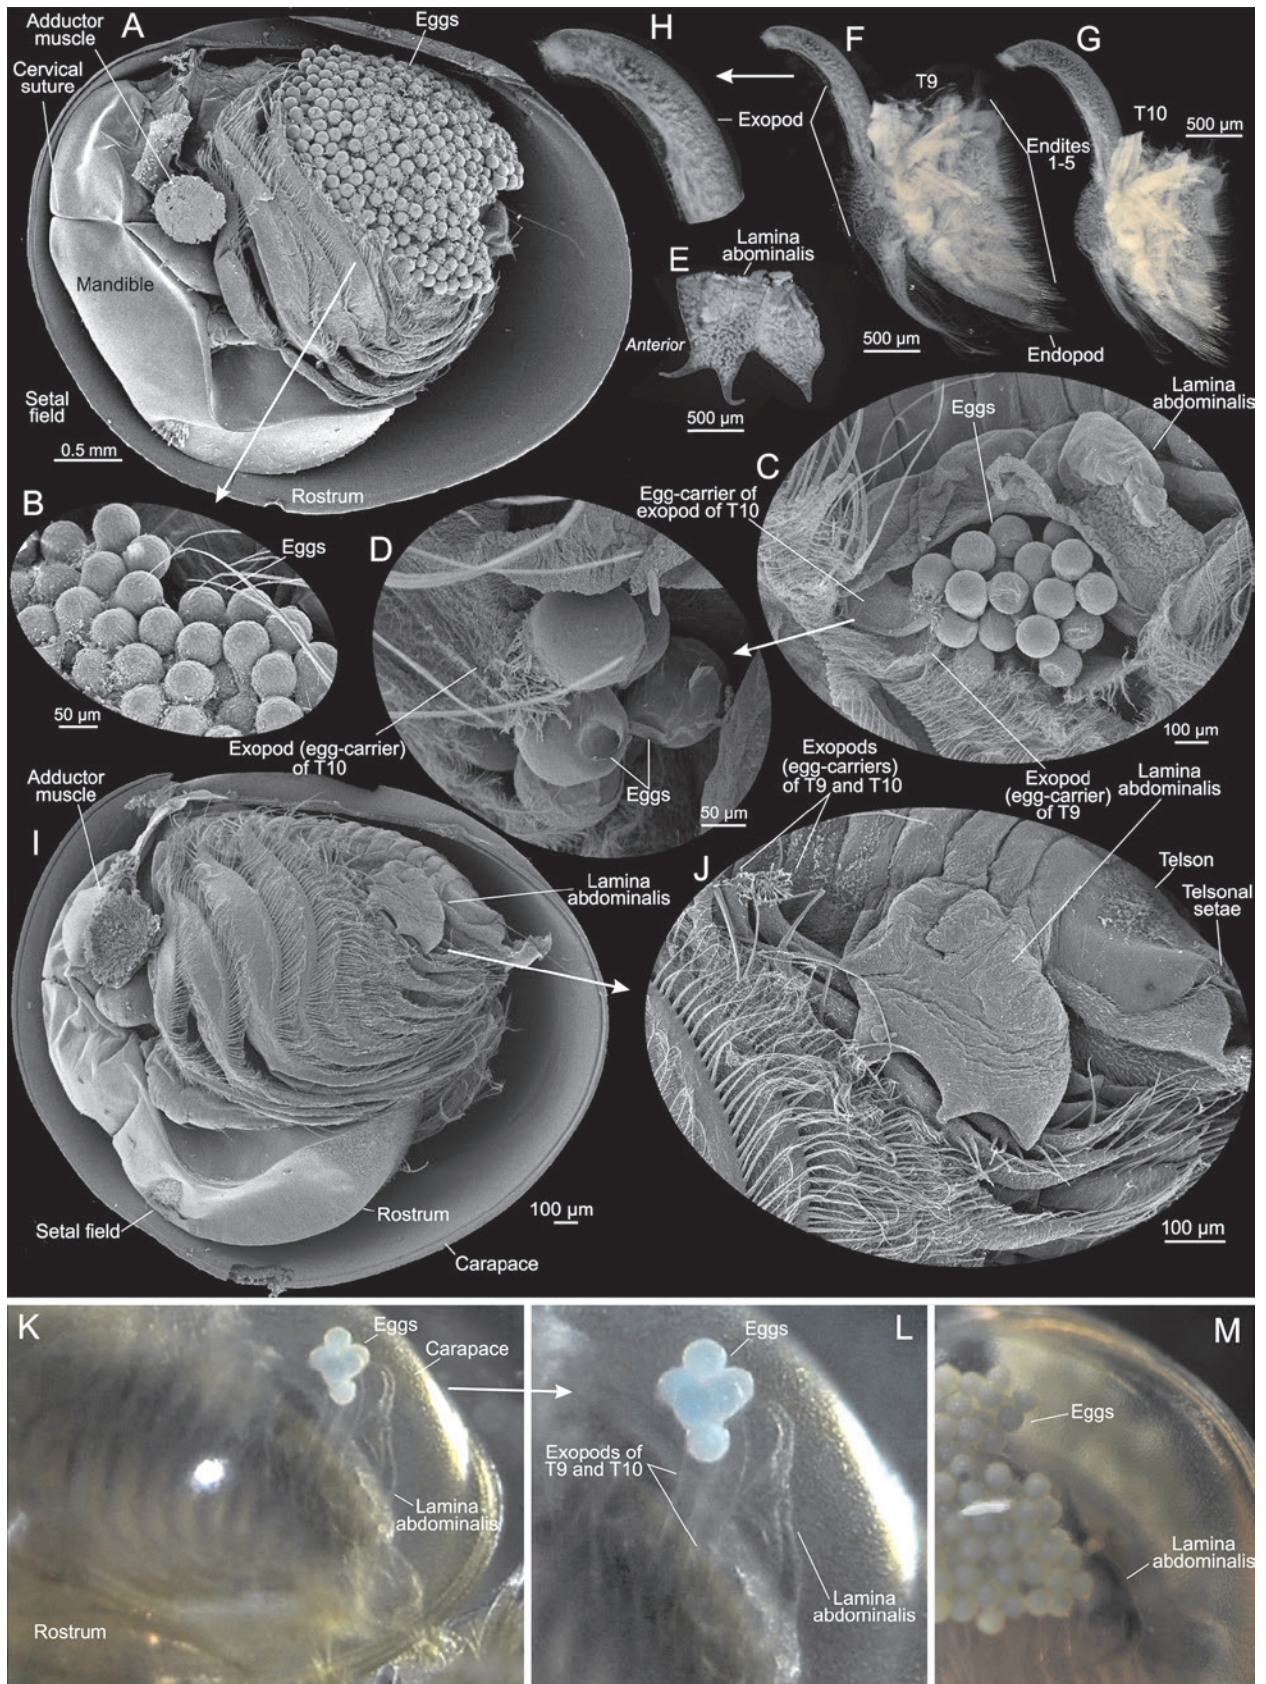 A
Adductor
muscle
Eggs
Cervical
suture
Mandible
Setal
field
0.5 mm
Rostrum
H
Exopod
F
T9
G
T10
500 µm
Endites
1-5
500 µm
Endopod
E
Lamina
abominalis
Anterior
500 µm
B
Eggs
50 µm
C
Eggs
Lamina
abdominalis
Egg-carrier of
exopod of T10
100 µm
Exopod
(egg-carrier)
of T9
D
Exopod (egg-carrier)
of T10
Eggs
50 µm
I
Adductor
muscle
Lamina
abdominalis
Setal field
Rostrum
Carapace
100 µm
J
Exopods
(egg-carriers)
of T9 and T10
Lamina
abdominalis
Telson
Telsonal
setae
100 µm
K
Eggs
Carapace
Lamina
abdominalis
Rostrum
L
Eggs
Exopods of
T9 and T10
Lamina
abdominalis
M
Eggs
Lamina
abdominalis